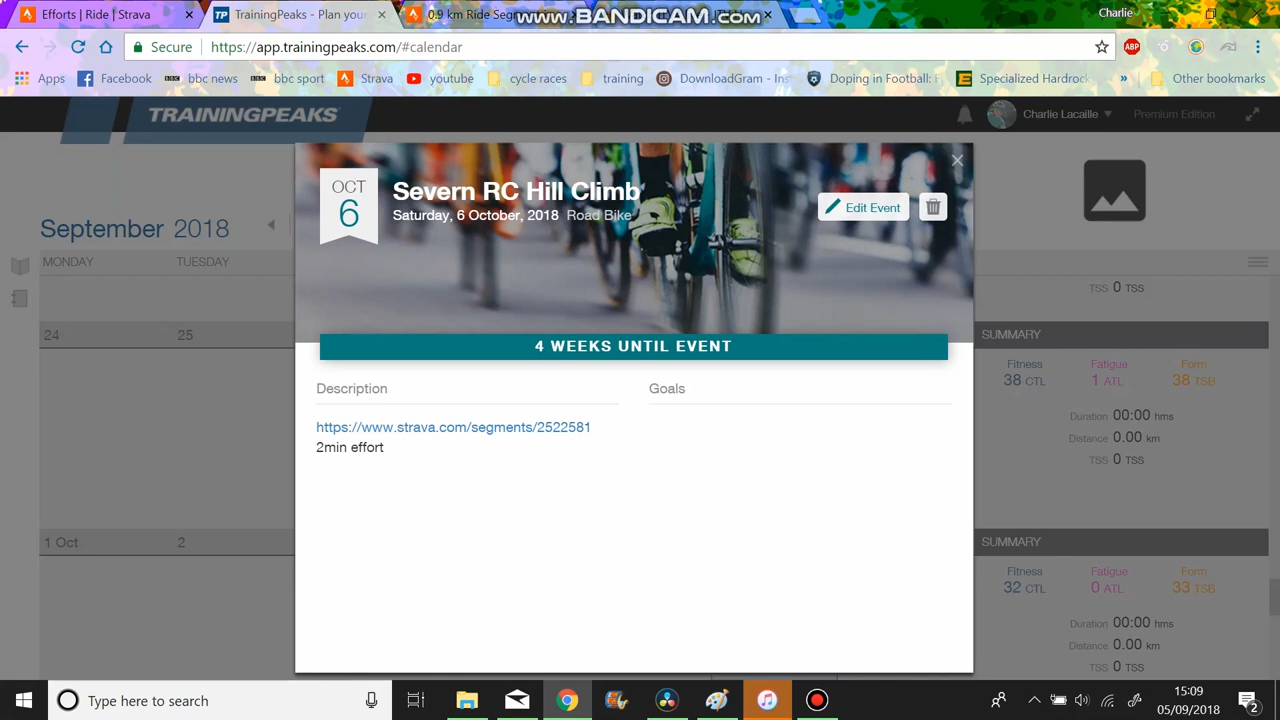 Efforts | Ride | Strava
TrainingPeaks - Plan your
0.9 km Ride Seg
www.BANDICAM.com
Charlie
Secure
https://app.trainingpeaks.com/#calendar
ABP
Apps
Facebook
BBC
bbc news
BBC
bbc sport
Strava
youtube
cycle races
training
DownloadGram - Ins
Doping in Football: F
Specialized Hardrock
»
Other bookmarks
TRAININGPEAKS
Charlie Lacaille
Premium Edition
September 2018
MONDAY
TUESDAY
OCT
6
Severn RC Hill Climb
Saturday, 6 October, 2018 Road Bike
Edit Event
TSS 0 TSS
24
25
4 WEEKS UNTIL EVENT
SUMMARY
Fitness
38 CTL
Fatigue
1 ATL
Form
38 TSB
Description
Goals
https://www.strava.com/segments/2522581
2min effort
Duration 00:00 hms
Distance 0.00 km
TSS 0 TSS
1 Oct
2
SUMMARY
Fitness
32 CTL
Fatigue
0 ATL
Form
33 TSB
Duration 00:00 hms
Distance 0.00 km
TSS 0 TSS
Type here to search
15:09
05/09/2018
2